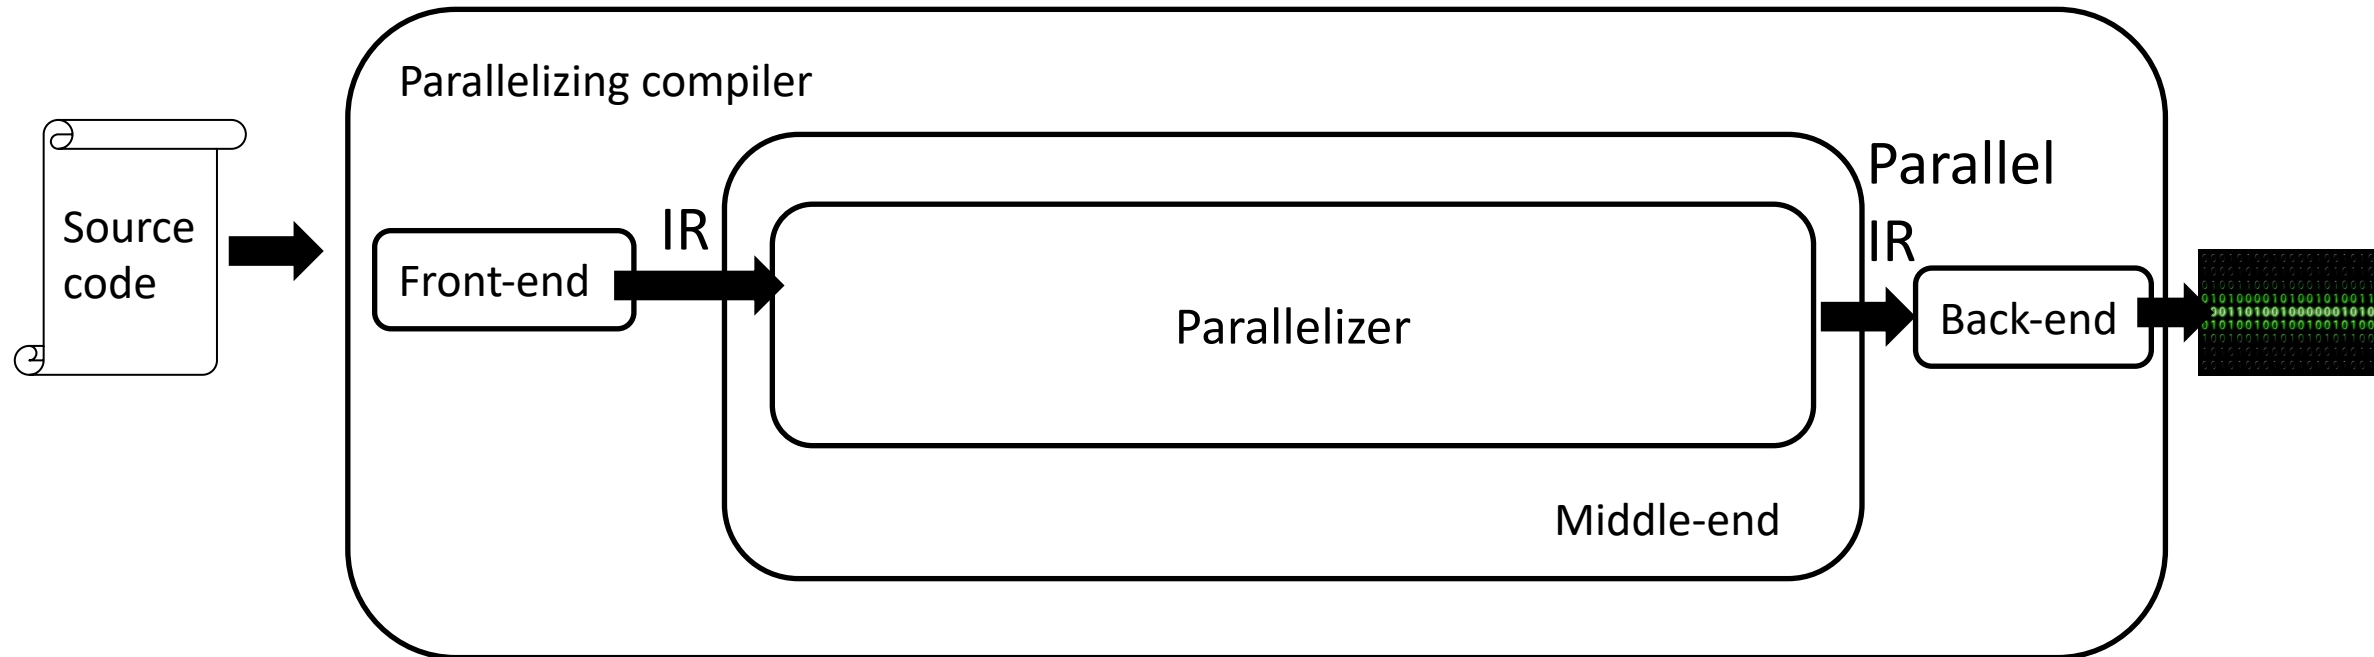 Parallelizing compiler
Source
code
Front-end
IR
Parallelizer
Middle-end
Parallel
IR
Back-end